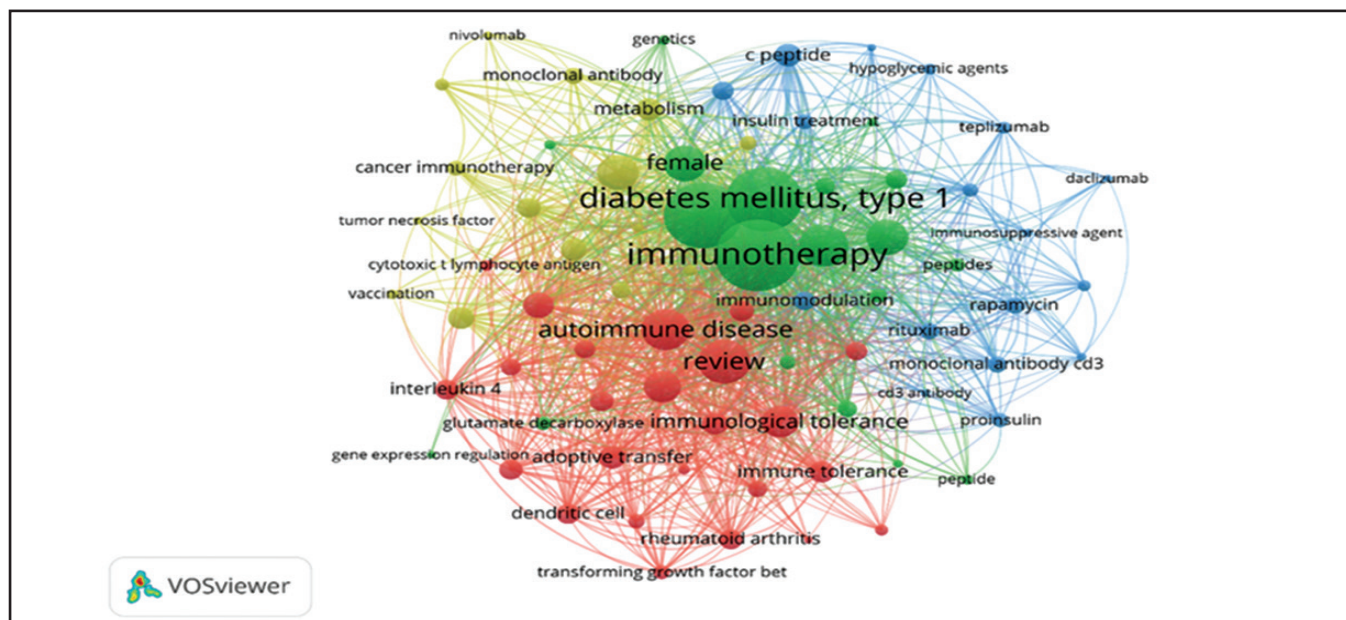 nivolumab
genetics
c peptide
monoclonal antibody
hypoglycemic agents
metabolism
insulin treatment
teplizumab
female
cancer immunotherapy
daclizumab
diabetes mellitus, type 1
tumor necrosis factor
immunosuppressive agent
immunotherapy
cytotoxic t lymphocyte antigen
peptides
vaccination
immunomodulation
rapamycin
autoimmune disease
rituximab
review
monoclonal antibody cd3
interleukin 4
cd3 antibody
glutamate decarboxylase
immunological tolerance
proinsulin
gene expression regulation
adoptive transfer
immune tolerance
peptide
dendritic cell
rheumatoid arthritis
transforming growth factor bet
VOSviewer